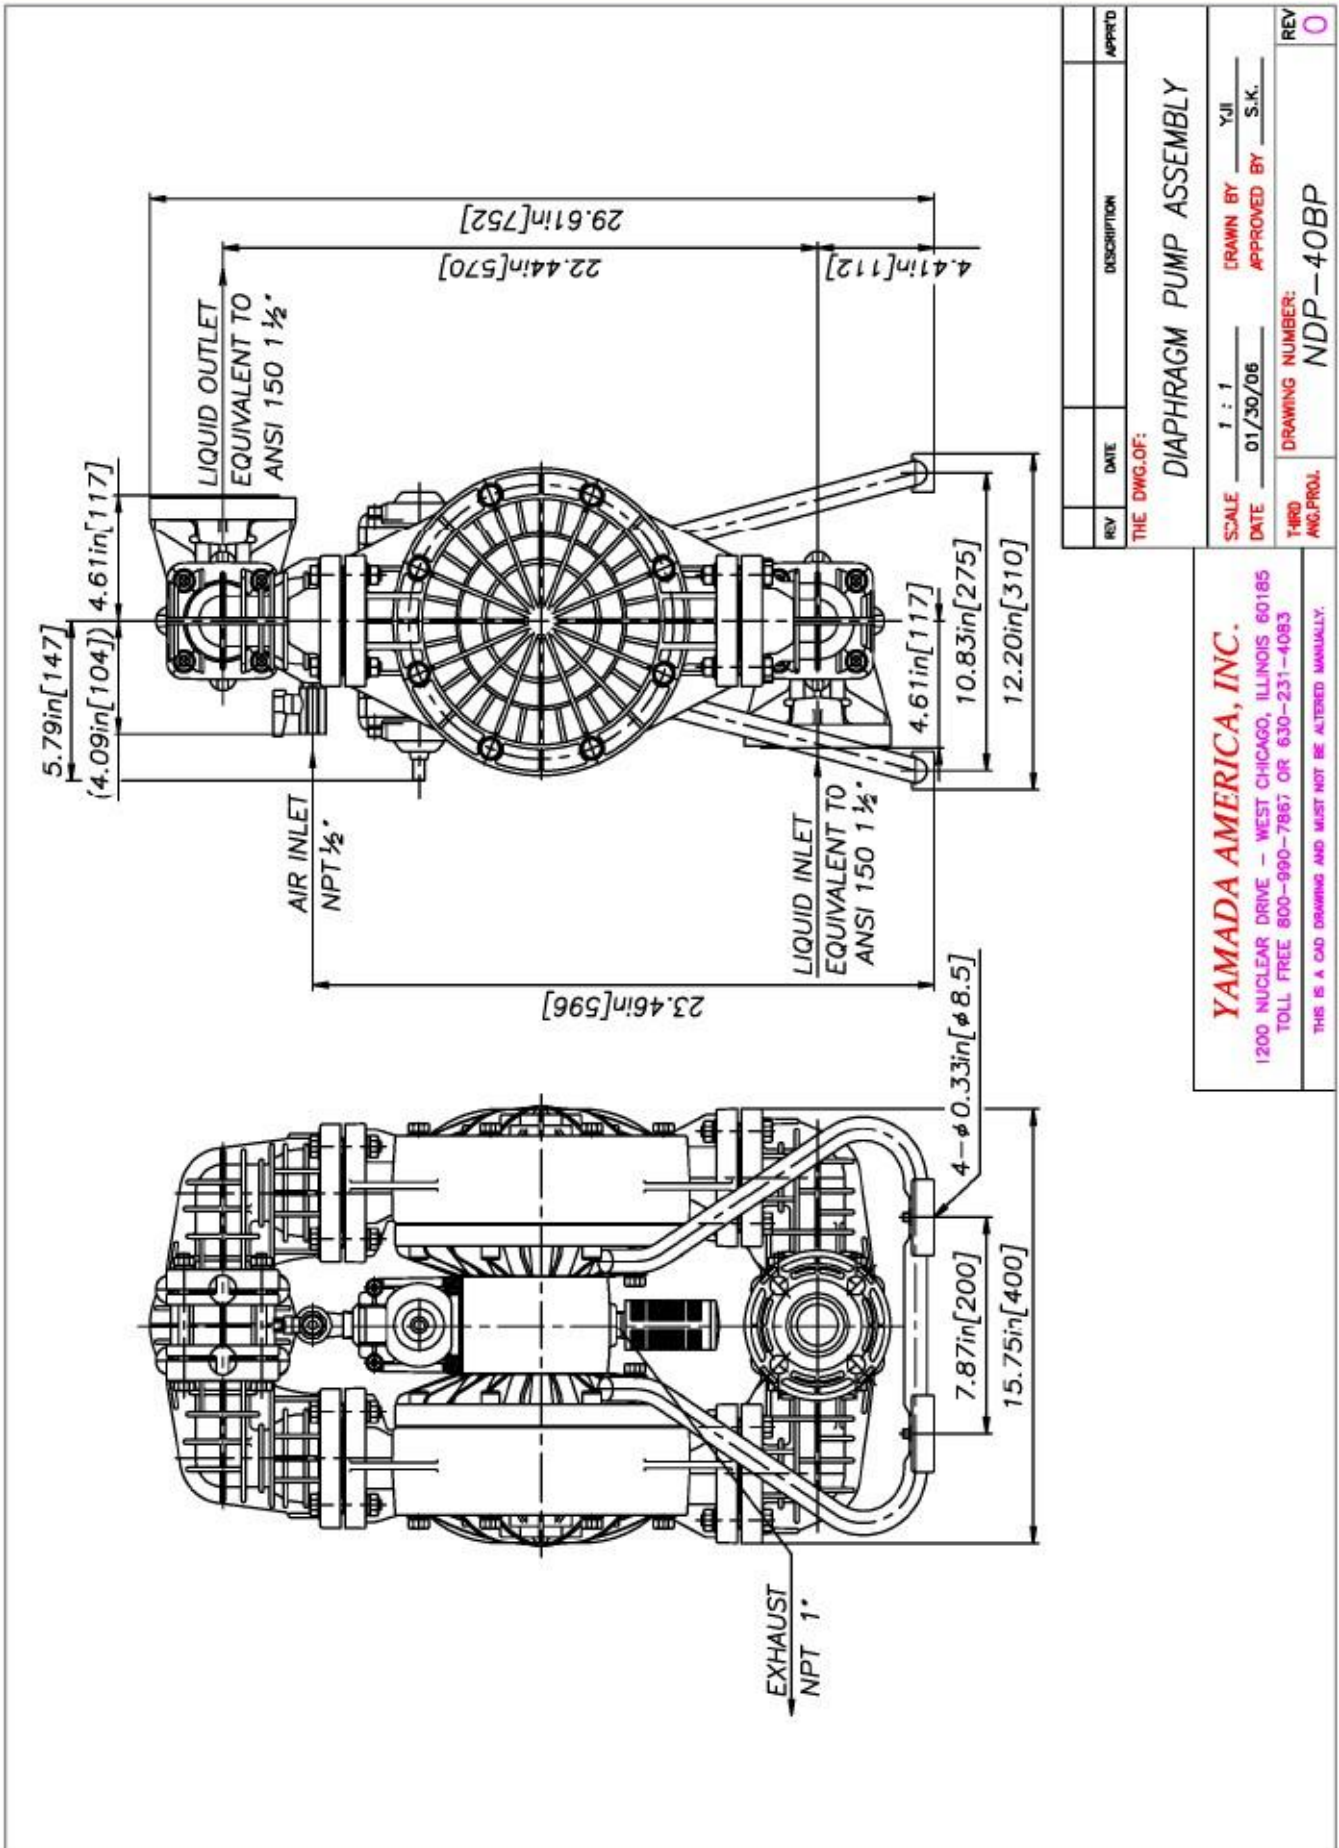 EXHAUST
NPT 1"
7.87in[200]
15.75in[400]
4-φ0.33in[φ8.5]
23.46in[596]
5.79in[147]
(4.09in[104])
4.61in[117]
AIR INLET
NPT ½"
LIQUID OUTLET
EQUIVALENT TO
ANSI 150 1 ½"
29.61in[752]
22.44in[570]
4.41in[112]
LIQUID INLET
EQUIVALENT TO
ANSI 150 1 ½"
4.61in[117]
10.83in[275]
12.20in[310]
YAMADA AMERICA, INC.
1200 NUCLEAR DRIVE - WEST CHICAGO, ILLINOIS 60185
TOLL FREE 800-990-7867 OR 630-231-4083
THIS IS A CAD DRAWING AND MUST NOT BE ALTERED MANUALLY.
REV DATE DESCRIPTION APPR'D
THE DWG.OF:
DIAPHRAGM PUMP ASSEMBLY
SCALE 1 : 1 DRAWN BY YJI
DATE 01/30/06 APPROVED BY S.K.
THIRD
ANG.PROJ.
DRAWING NUMBER:
NDP-40BP
REV
0